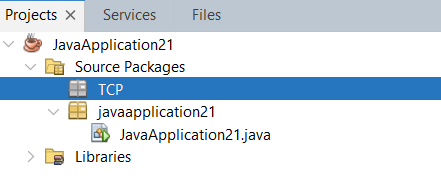 Projects × Services Files
JavaApplication21
Source Packages
TCP
javaapplication21
JavaApplication21.java
Libraries